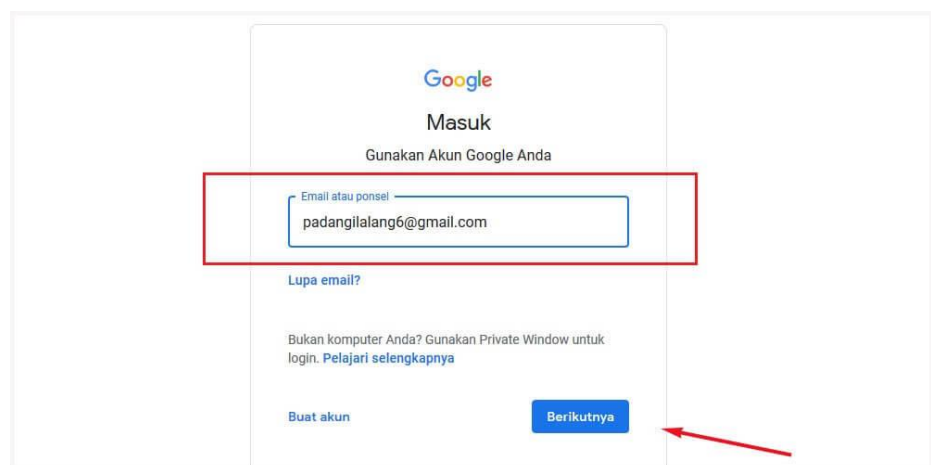 Google
Masuk
Gunakan Akun Google Anda
Email atau ponsel
padangilalang6@gmail.com
Lupa email?
Bukan komputer Anda? Gunakan Private Window untuk
login. Pelajari selengkapnya
Buat akun
Berikutnya